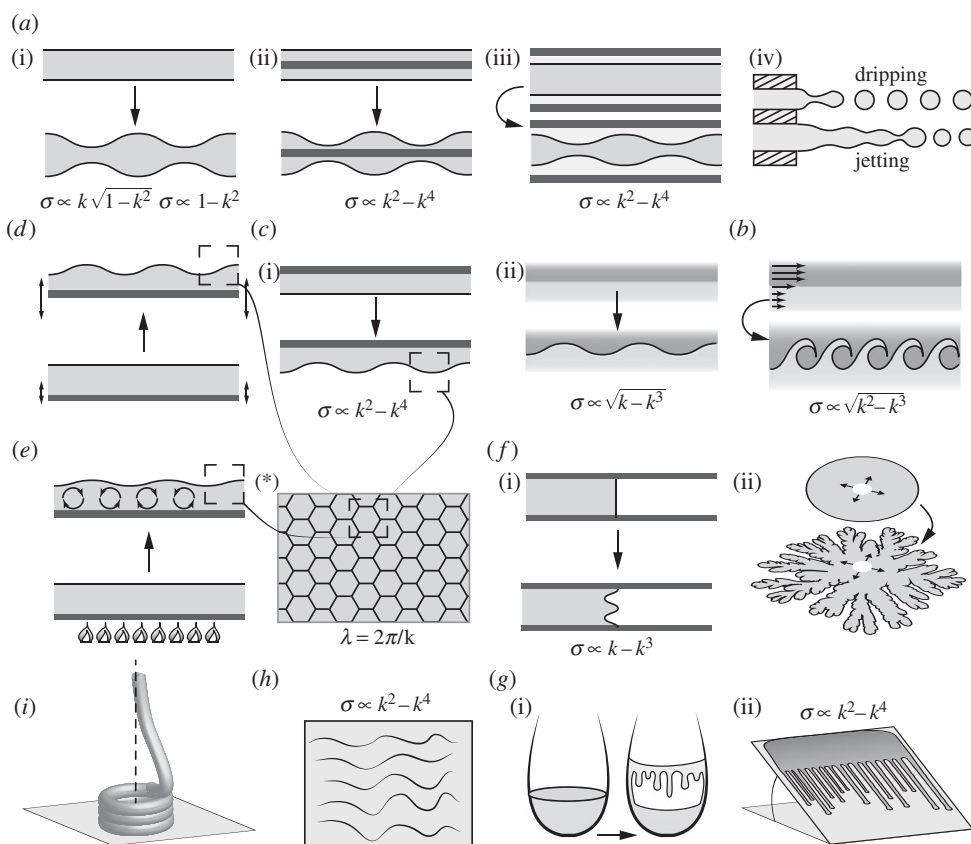 (a)
(i)
(ii)
(iii)
(iv)
dripping
jetting
σ ∝ k√1 − k² σ ∝ 1 − k²
σ ∝ k² − k⁴
σ ∝ k² − k⁴
(d)
(c)
(i)
(ii)
(b)
σ ∝ k² − k⁴
σ ∝ √k − k³
σ ∝ √k² − k³
(e)
(*)
λ = 2π/k
(f)
(i)
(ii)
σ ∝ k − k³
(i)
(h)
σ ∝ k² − k⁴
(g)
(i)
(ii)
σ ∝ k² − k⁴